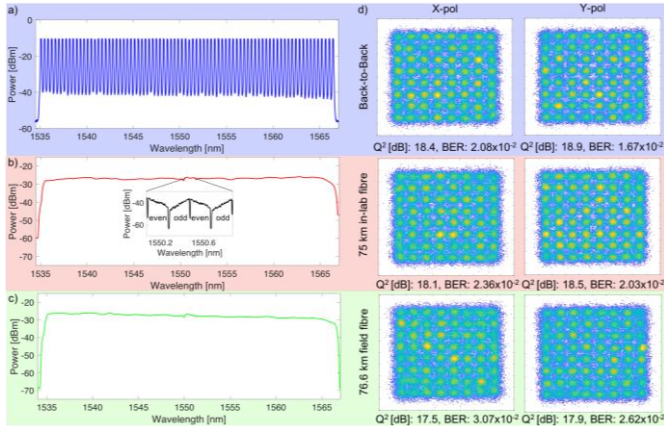 a)
Power [dBm]
0
-20
-40
-60
1535
1540
1545
1550
1555
1560
1565
Wavelength [nm]
b)
Power [dBm]
-20
-30
-40
-50
-60
-70
even
odd
even
odd
-40
-60
1550.2
1550.6
Wavelength [nm]
1535
1540
1545
1550
1555
1560
1565
Wavelength [nm]
c)
Power [dBm]
-20
-30
-40
-50
-60
-70
1535
1540
1545
1550
1555
1560
1565
Wavelength [nm]
d)
X-pol
Y-pol
Back-to-Back
Q² [dB]: 18.4, BER: 2.08x10⁻²
Q² [dB]: 18.9, BER: 1.67x10⁻²
75 km in-lab fibre
Q² [dB]: 18.1, BER: 2.36x10⁻²
Q² [dB]: 18.5, BER: 2.03x10⁻²
76.6 km field fibre
Q² [dB]: 17.5, BER: 3.07x10⁻²
Q² [dB]: 17.9, BER: 2.62x10⁻²